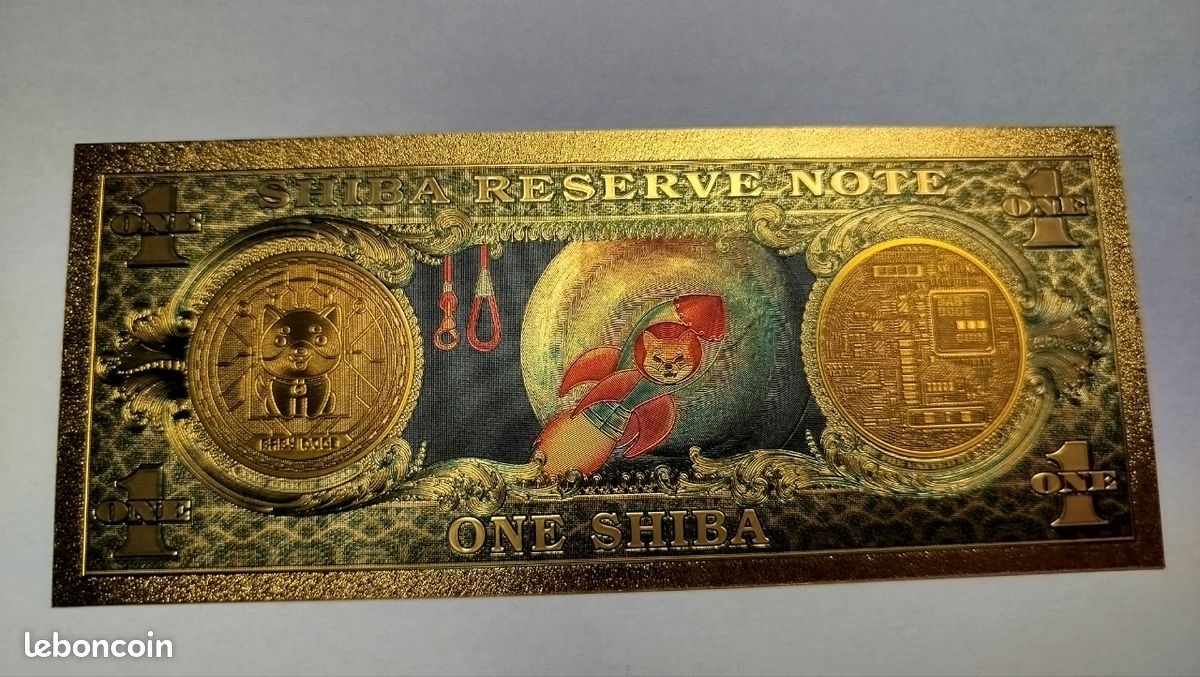 SHIBA RESERVE NOTE
1
ONE
1
ONE
BABY DOGE
1
ONE
1
ONE
ONE SHIBA
leboncoin